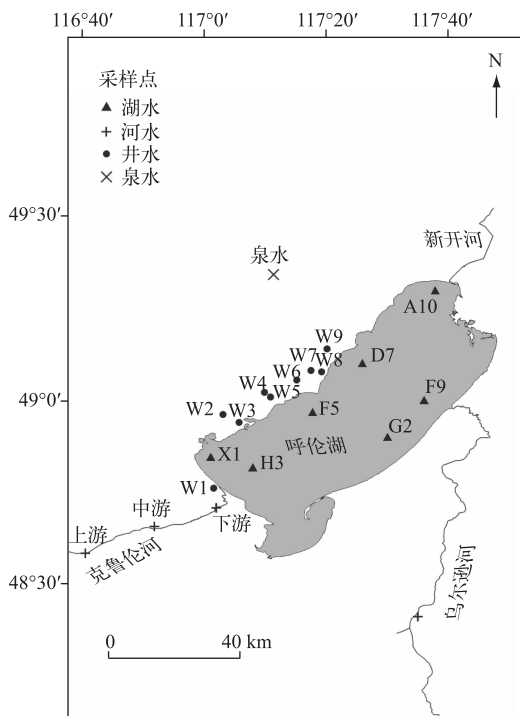 116°40′ 117°0′ 117°20′ 117°40′
采样点
湖水
河水
井水
泉水
N
49°30′
新开河
泉水
A10
W9
W7
W8
D7
W6
W4
W5
F9
49°0′
W2
W3
F5
G2
呼伦湖
X1
H3
W1
中游
下游
上游
克鲁伦河
48°30′
乌尔逊河
0 40 km